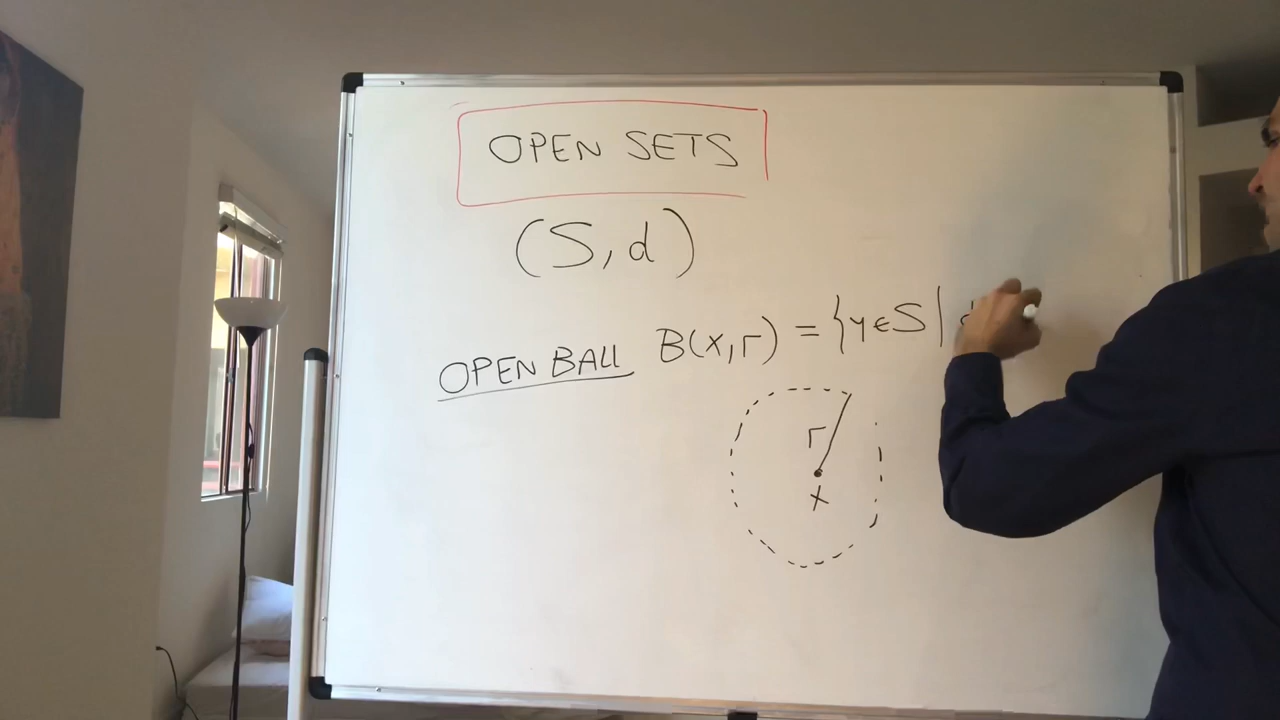 OPEN SETS
(S, d)
OPEN BALL B(x, r) = {y ∈ S |
r
x